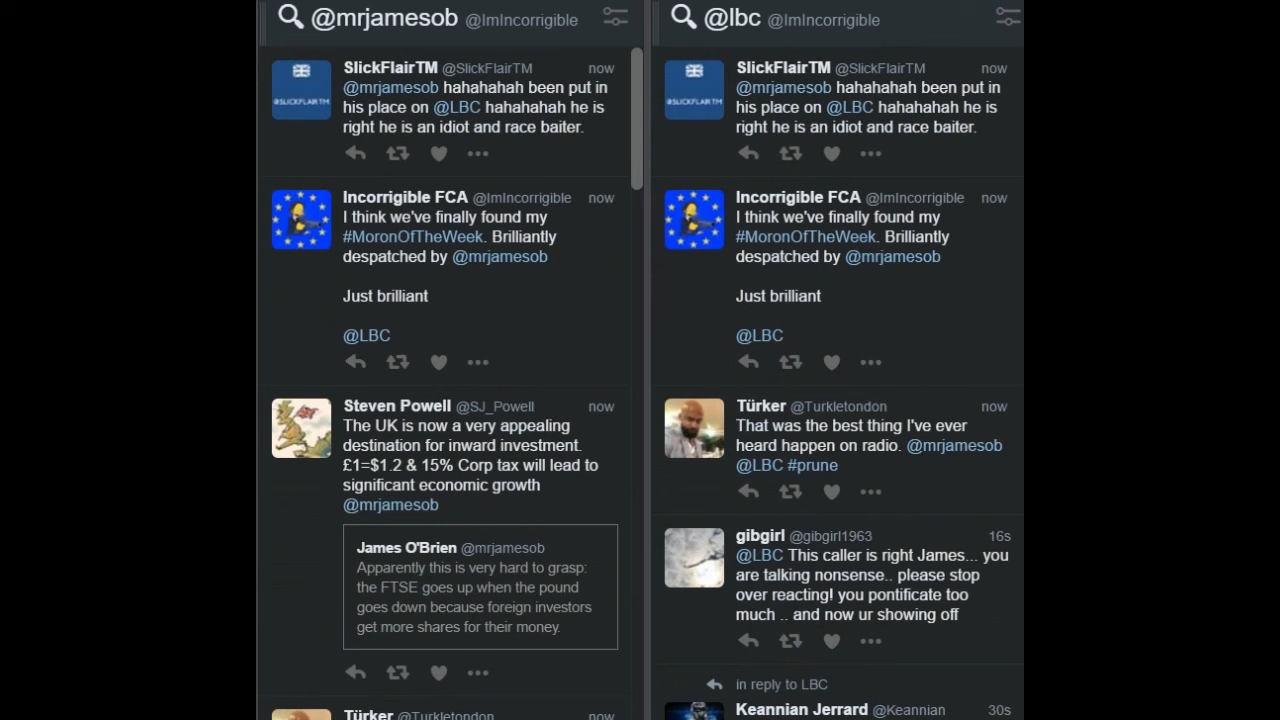 @mrjamesob @ImIncorrigible
SlickFlairTM @SlickFlairTM now
@SLICKFLAIRTM
@mrjamesob hahahahah been put in
his place on @LBC hahahahah he is
right he is an idiot and race baiter.
Incorrigible FCA @ImIncorrigible now
I think we've finally found my
#MoronOfTheWeek. Brilliantly
despatched by @mrjamesob
Just brilliant
@LBC
Steven Powell @SJ_Powell now
The UK is now a very appealing
destination for inward investment.
£1=$1.2 & 15% Corp tax will lead to
significant economic growth
@mrjamesob
James O'Brien @mrjamesob
Apparently this is very hard to grasp:
the FTSE goes up when the pound
goes down because foreign investors
get more shares for their money.
Türker @Turkletondon now
@lbc @ImIncorrigible
SlickFlairTM @SlickFlairTM now
@SLICKFLAIRTM
@mrjamesob hahahahah been put in
his place on @LBC hahahahah he is
right he is an idiot and race baiter.
Incorrigible FCA @ImIncorrigible now
I think we've finally found my
#MoronOfTheWeek. Brilliantly
despatched by @mrjamesob
Just brilliant
@LBC
Türker @Turkletondon now
That was the best thing I've ever
heard happen on radio. @mrjamesob
@LBC #prune
gibgirl @gibgirl1963 16s
@LBC This caller is right James... you
are talking nonsense.. please stop
over reacting! you pontificate too
much .. and now ur showing off
in reply to LBC
Keannian Jerrard @Keannian 30s